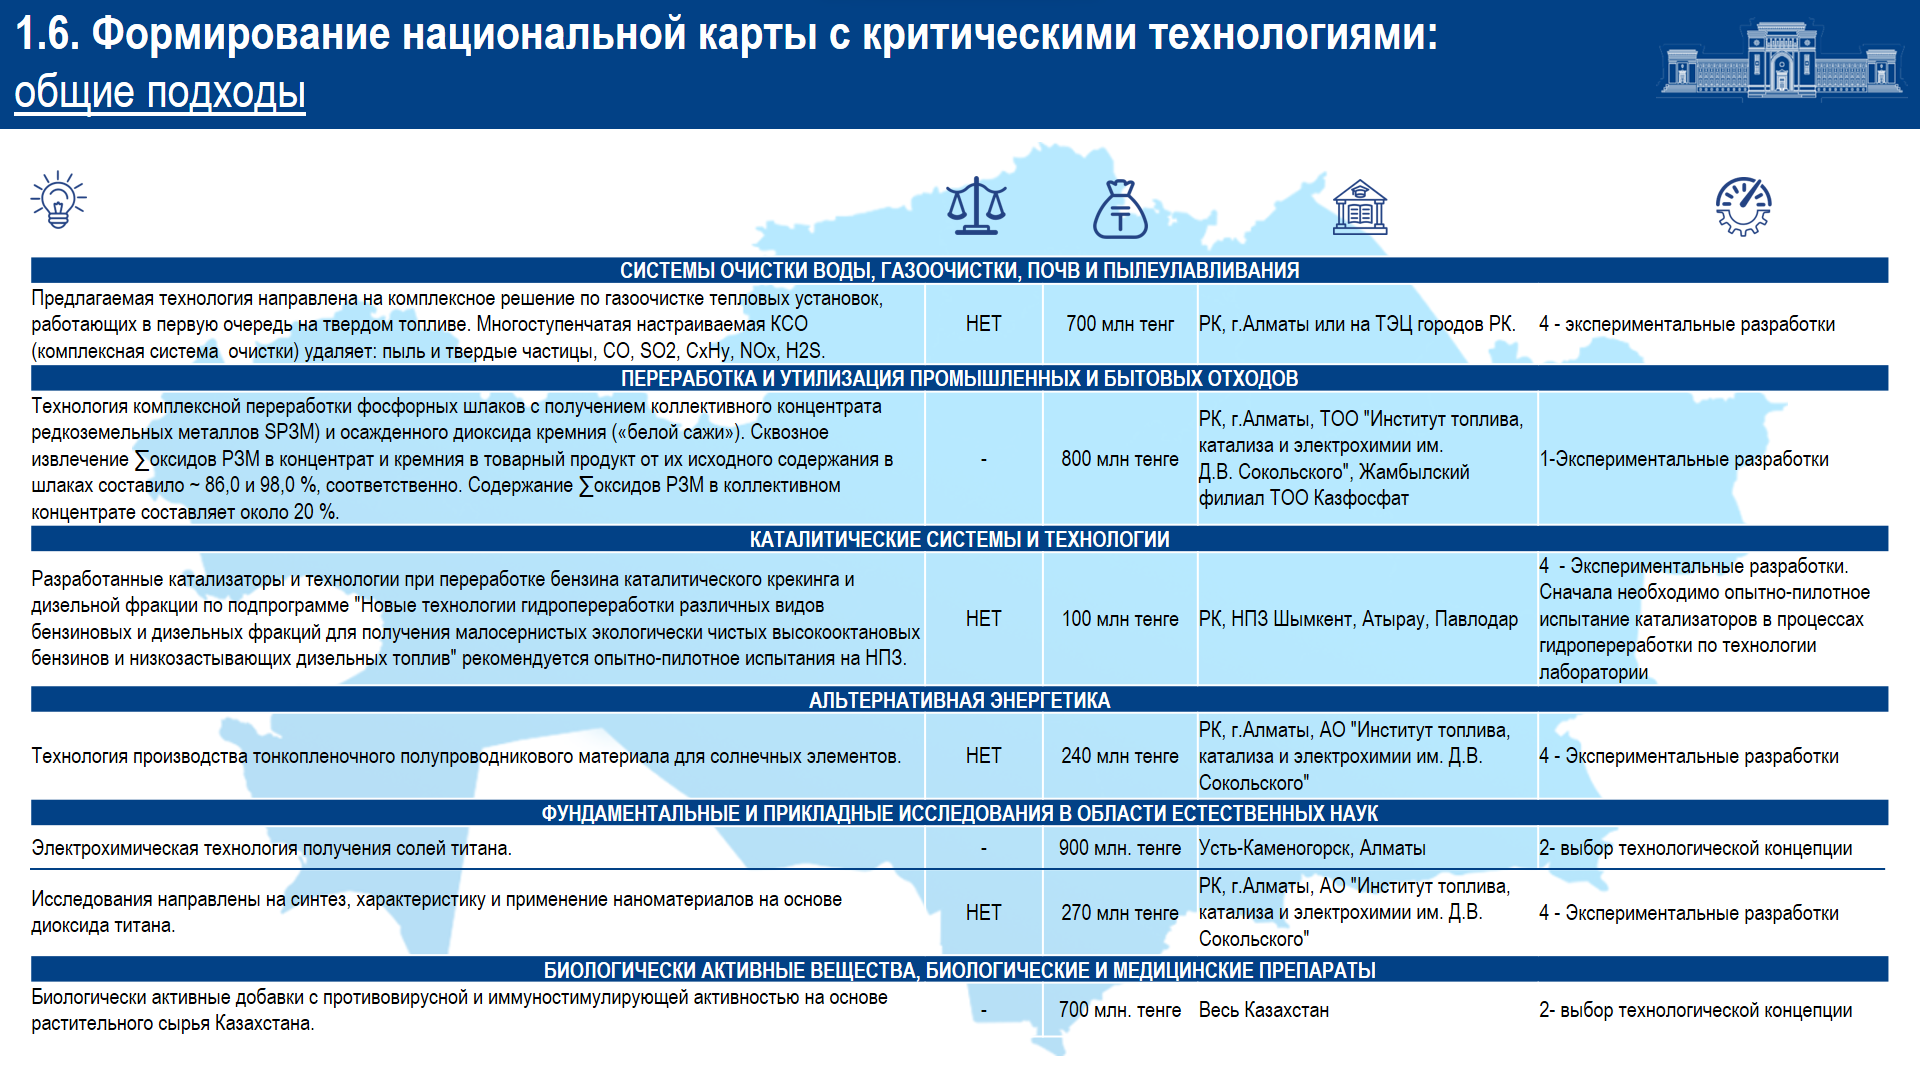 1.6. Формирование национальной карты с критическими технологиями:
общие подходы
СИСТЕМЫ ОЧИСТКИ ВОДЫ, ГАЗООЧИСТКИ, ПОЧВ И ПЫЛЕУЛАВЛИВАНИЯ
Предлагаемая технология направлена на комплексное решение по газоочистке тепловых установок,
работающих в первую очередь на твердом топливе. Многоступенчатая настраиваемая КСО
(комплексная система очистки) удаляет: пыль и твердые частицы, CO, SO2, CxHy, NOx, H2S.
НЕТ
700 млн тенг
РК, г.Алматы или на ТЭЦ городов РК.
4 - экспериментальные разработки
ПЕРЕРАБОТКА И УТИЛИЗАЦИЯ ПРОМЫШЛЕННЫХ И БЫТОВЫХ ОТХОДОВ
Технология комплексной переработки фосфорных шлаков с получением коллективного концентрата
редкоземельных металлов SРЗМ) и осажденного диоксида кремния («белой сажи»). Сквозное
извлечение ∑оксидов РЗМ в концентрат и кремния в товарный продукт от их исходного содержания в
шлаках составило ~ 86,0 и 98,0 %, соответственно. Содержание ∑оксидов РЗМ в коллективном
концентрате составляет около 20 %.
-
800 млн тенге
РК, г.Алматы, ТОО "Институт топлива,
катализа и электрохимии им.
Д.В. Сокольского", Жамбылский
филиал ТОО Казфосфат
1-Экспериментальные разработки
КАТАЛИТИЧЕСКИЕ СИСТЕМЫ И ТЕХНОЛОГИИ
Разработанные катализаторы и технологии при переработке бензина каталитического крекинга и
дизельной фракции по подпрограмме "Новые технологии гидропереработки различных видов
бензиновых и дизельных фракций для получения малосернистых экологически чистых высокооктановых
бензинов и низкозастывающих дизельных топлив" рекомендуется опытно-пилотное испытания на НПЗ.
НЕТ
100 млн тенге
РК, НПЗ Шымкент, Атырау, Павлодар
4 - Экспериментальные разработки.
Сначала необходимо опытно-пилотное
испытание катализаторов в процессах
гидропереработки по технологии
лаборатории
АЛЬТЕРНАТИВНАЯ ЭНЕРГЕТИКА
Технология производства тонкопленочного полупроводникового материала для солнечных элементов.
НЕТ
240 млн тенге
РК, г.Алматы, АО "Институт топлива,
катализа и электрохимии им. Д.В.
Сокольского"
4 - Экспериментальные разработки
ФУНДАМЕНТАЛЬНЫЕ И ПРИКЛАДНЫЕ ИССЛЕДОВАНИЯ В ОБЛАСТИ ЕСТЕСТВЕННЫХ НАУК
Электрохимическая технология получения солей титана.
-
900 млн. тенге
Усть-Каменогорск, Алматы
2- выбор технологической концепции
Исследования направлены на синтез, характеристику и применение наноматериалов на основе
диоксида титана.
НЕТ
270 млн тенге
РК, г.Алматы, АО "Институт топлива,
катализа и электрохимии им. Д.В.
Сокольского"
4 - Экспериментальные разработки
БИОЛОГИЧЕСКИ АКТИВНЫЕ ВЕЩЕСТВА, БИОЛОГИЧЕСКИЕ И МЕДИЦИНСКИЕ ПРЕПАРАТЫ
Биологически активные добавки с противовирусной и иммуностимулирующей активностью на основе
растительного сырья Казахстана.
-
700 млн. тенге
Весь Казахстан
2- выбор технологической концепции